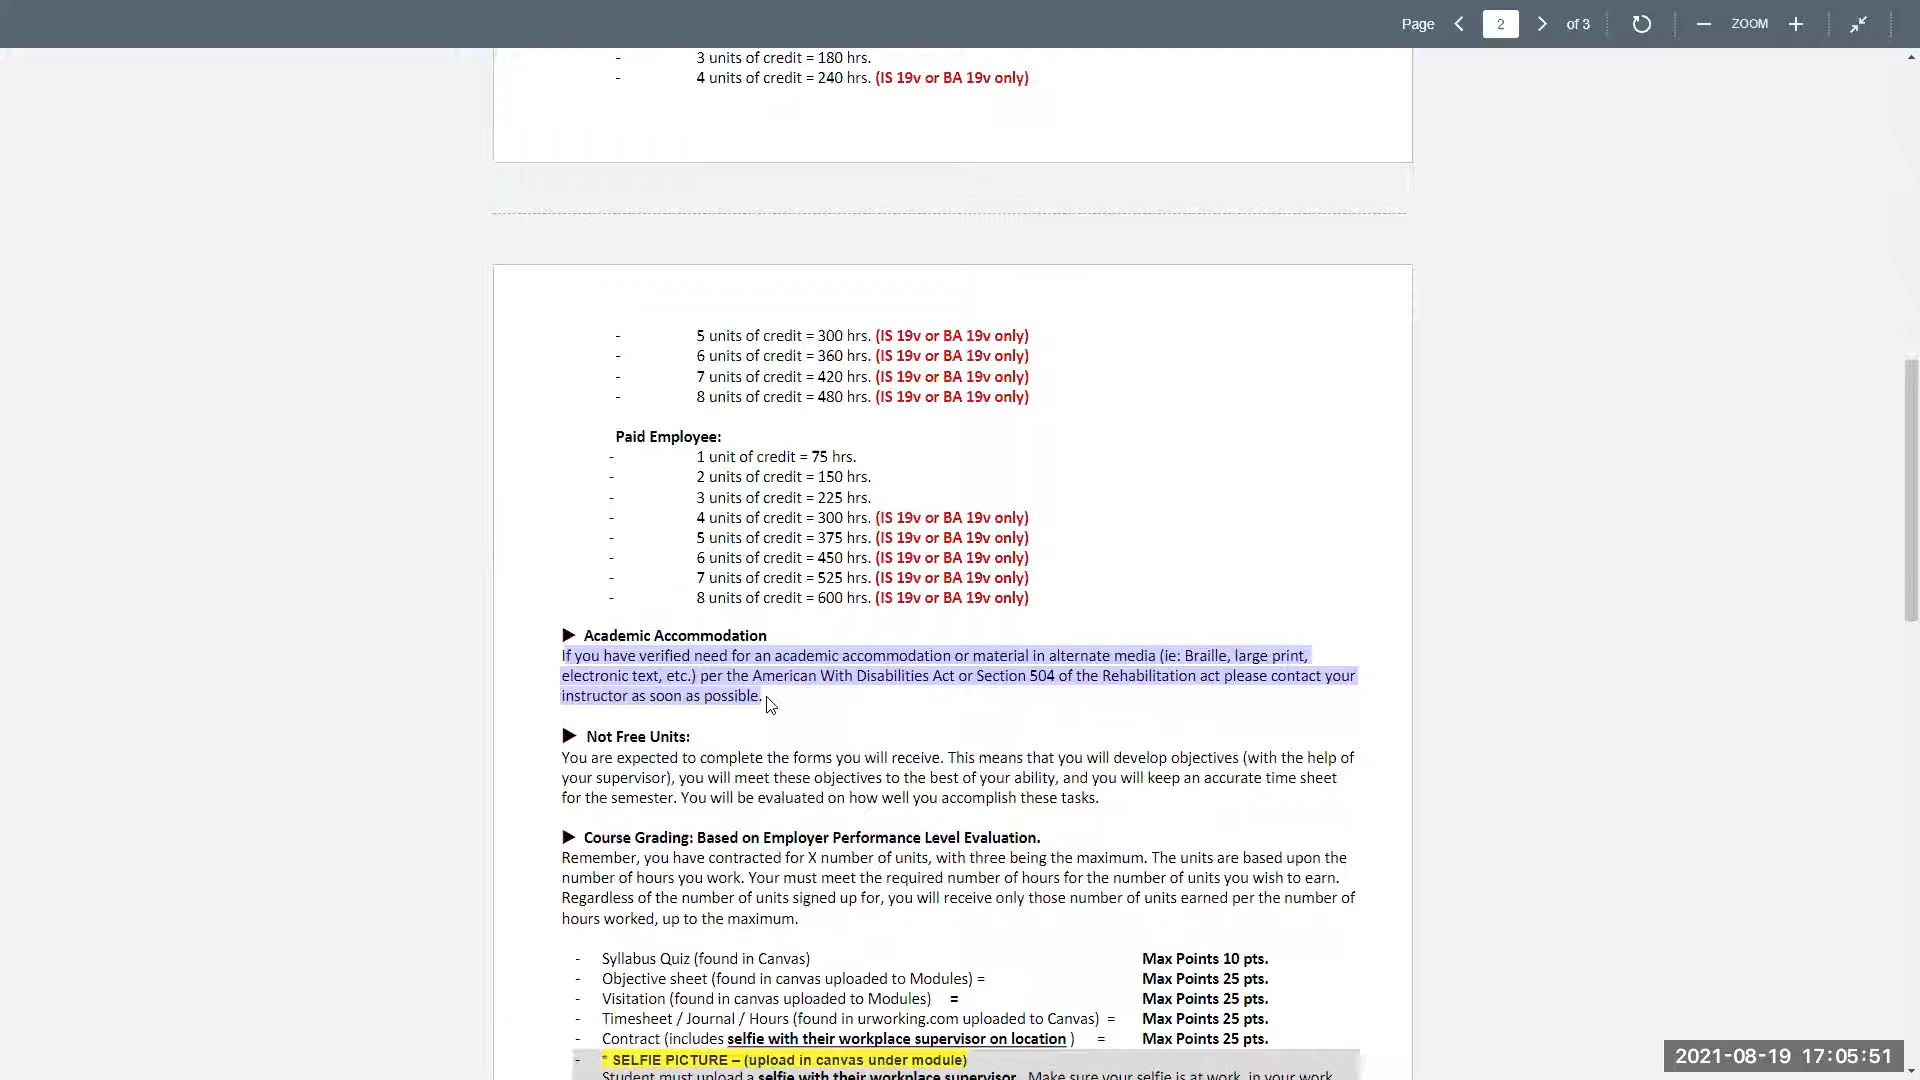 Page 2 of 3 ZOOM
- 3 units of credit = 180 hrs.
- 4 units of credit = 240 hrs. (IS 19v or BA 19v only)
- 5 units of credit = 300 hrs. (IS 19v or BA 19v only)
- 6 units of credit = 360 hrs. (IS 19v or BA 19v only)
- 7 units of credit = 420 hrs. (IS 19v or BA 19v only)
- 8 units of credit = 480 hrs. (IS 19v or BA 19v only)
Paid Employee:
- 1 unit of credit = 75 hrs.
- 2 units of credit = 150 hrs.
- 3 units of credit = 225 hrs.
- 4 units of credit = 300 hrs. (IS 19v or BA 19v only)
- 5 units of credit = 375 hrs. (IS 19v or BA 19v only)
- 6 units of credit = 450 hrs. (IS 19v or BA 19v only)
- 7 units of credit = 525 hrs. (IS 19v or BA 19v only)
- 8 units of credit = 600 hrs. (IS 19v or BA 19v only)
► Academic Accommodation
If you have verified need for an academic accommodation or material in alternate media (ie: Braille, large print,
electronic text, etc.) per the American With Disabilities Act or Section 504 of the Rehabilitation act please contact your
instructor as soon as possible.
► Not Free Units:
You are expected to complete the forms you will receive. This means that you will develop objectives (with the help of
your supervisor), you will meet these objectives to the best of your ability, and you will keep an accurate time sheet
for the semester. You will be evaluated on how well you accomplish these tasks.
► Course Grading: Based on Employer Performance Level Evaluation.
Remember, you have contracted for X number of units, with three being the maximum. The units are based upon the
number of hours you work. Your must meet the required number of hours for the number of units you wish to earn.
Regardless of the number of units signed up for, you will receive only those number of units earned per the number of
hours worked, up to the maximum.
- Syllabus Quiz (found in Canvas) Max Points 10 pts.
- Objective sheet (found in canvas uploaded to Modules) = Max Points 25 pts.
- Visitation (found in canvas uploaded to Modules) = Max Points 25 pts.
- Timesheet / Journal / Hours (found in urworking.com uploaded to Canvas) = Max Points 25 pts.
- Contract (includes selfie with their workplace supervisor on location ) = Max Points 25 pts.
- * SELFIE PICTURE – (upload in canvas under module)
Student must upload a selfie with their workplace supervisor. Make sure your selfie is at work, in your work
2021-08-19 17:05:51